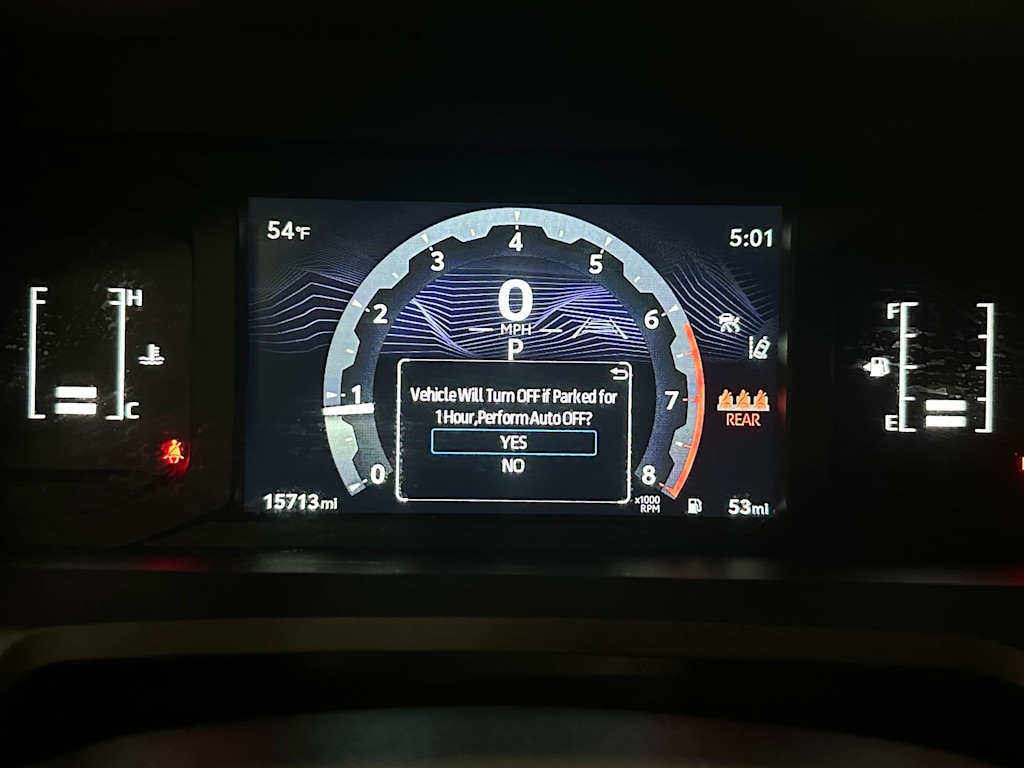 54°F
5:01
4
3
5
0
2
6
MPH
P
F
H
F
Vehicle Will Turn OFF if Parked for
1 Hour,Perform Auto OFF?
YES
NO
1
7
C
E
REAR
0
8
x1000
RPM
15713mi
53mi